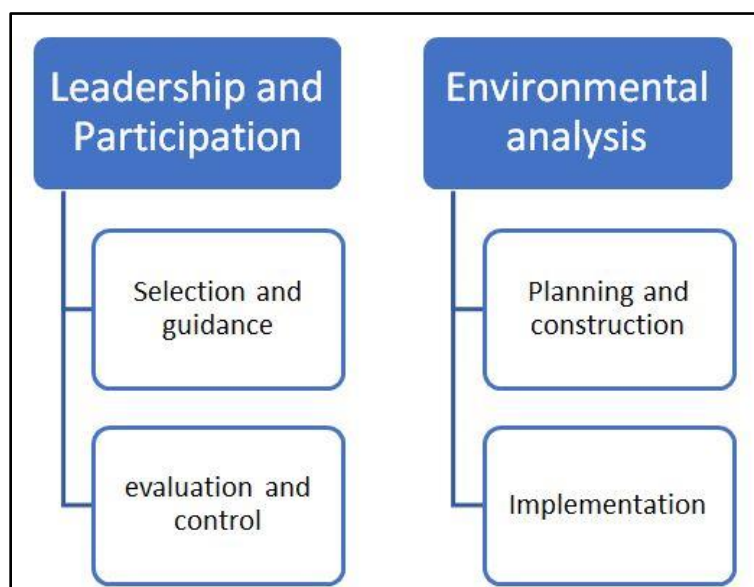 Leadership and
Participation
Selection and
guidance
evaluation and
control
Environmental
analysis
Planning and
construction
Implementation